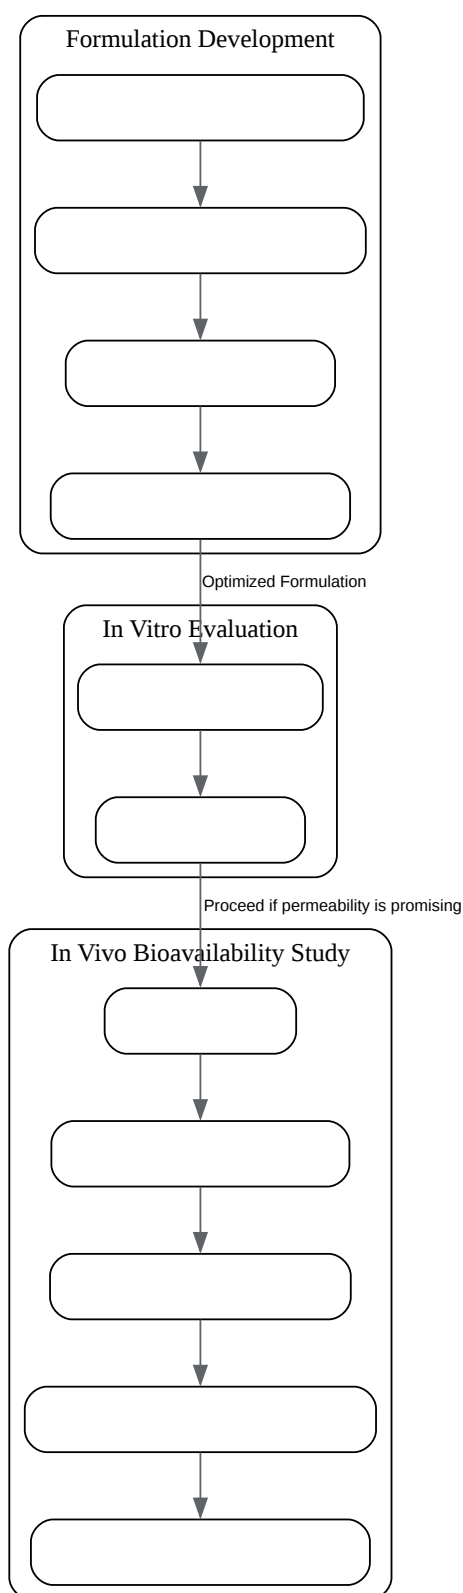 Formulation Development
Optimized Formulation
In Vitro Evaluation
Proceed if permeability is promising
In Vivo Bioavailability Study